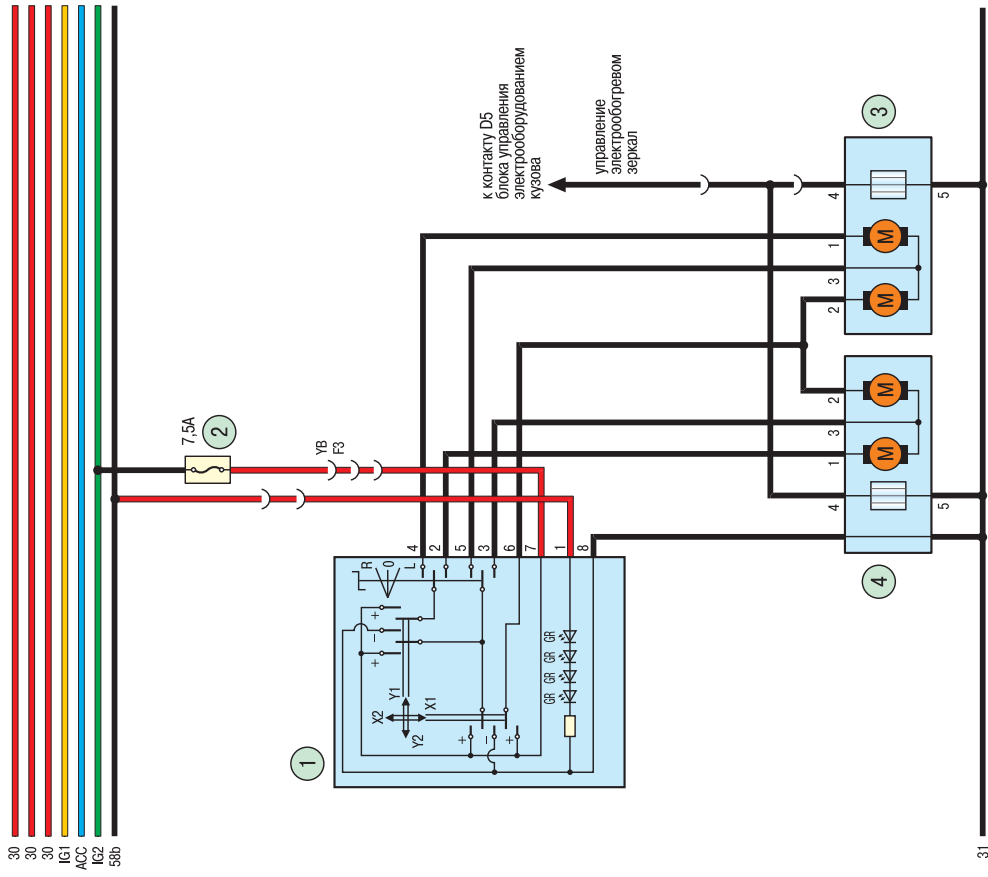 30
30
30
IG1
ACC
IG2
58b
7,5A
2
YB
F3
к контакту D5
блока управления
электрооборудованием
кузова
управление
электрообогревом
зеркал
1
X2
X1
Y1
Y2
+
−
+
+
−
+
R
0
L
GR
GR
GR
GR
4
2
5
3
6
7
1
8
3
4
1
3
2
5
M
M
4
2
3
1
4
5
M
M
31